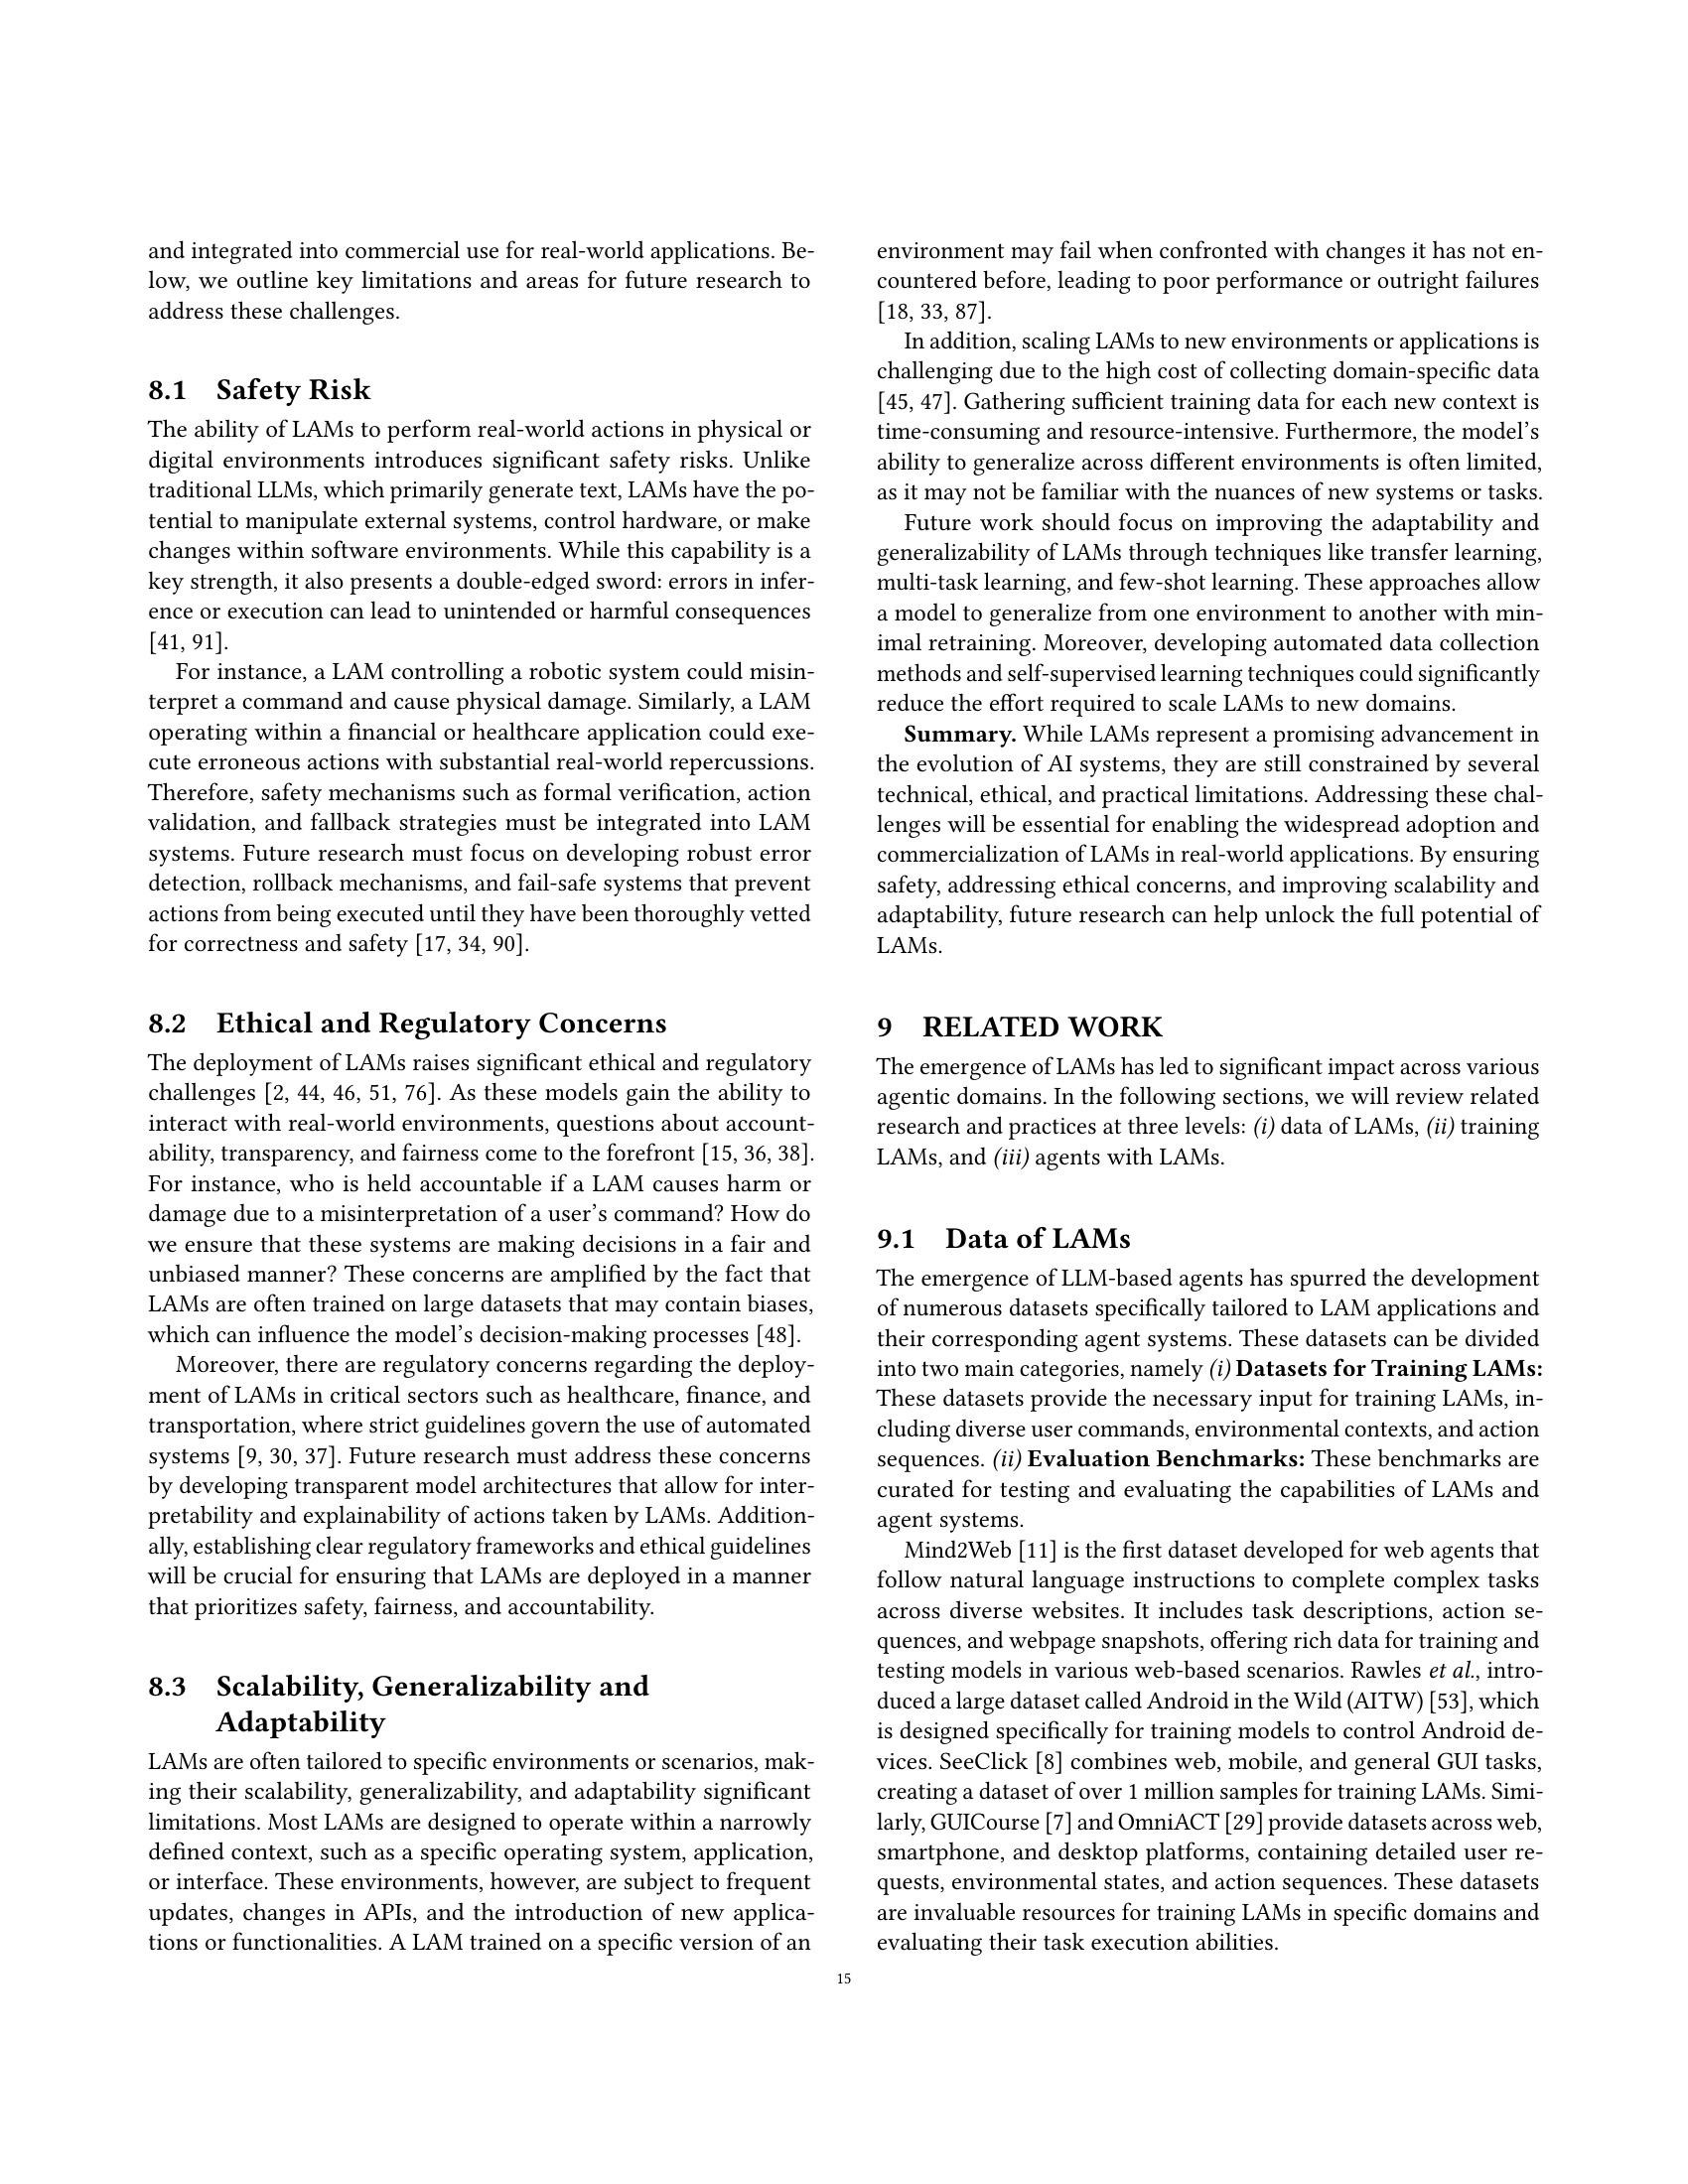 and integrated into commercial use for real-world applications. Be-
low, we outline key limitations and areas for future research to
address these challenges.
8.1 Safety Risk
The ability of LAMs to perform real-world actions in physical or
digital environments introduces significant safety risks. Unlike
traditional LLMs, which primarily generate text, LAMs have the po-
tential to manipulate external systems, control hardware, or make
changes within software environments. While this capability is a
key strength, it also presents a double-edged sword: errors in infer-
ence or execution can lead to unintended or harmful consequences
[41, 91].
For instance, a LAM controlling a robotic system could misin-
terpret a command and cause physical damage. Similarly, a LAM
operating within a financial or healthcare application could exe-
cute erroneous actions with substantial real-world repercussions.
Therefore, safety mechanisms such as formal verification, action
validation, and fallback strategies must be integrated into LAM
systems. Future research must focus on developing robust error
detection, rollback mechanisms, and fail-safe systems that prevent
actions from being executed until they have been thoroughly vetted
for correctness and safety [17, 34, 90].
8.2 Ethical and Regulatory Concerns
The deployment of LAMs raises significant ethical and regulatory
challenges [2, 44, 46, 51, 76]. As these models gain the ability to
interact with real-world environments, questions about account-
ability, transparency, and fairness come to the forefront [15, 36, 38].
For instance, who is held accountable if a LAM causes harm or
damage due to a misinterpretation of a user's command? How do
we ensure that these systems are making decisions in a fair and
unbiased manner? These concerns are amplified by the fact that
LAMs are often trained on large datasets that may contain biases,
which can influence the model's decision-making processes [48].
Moreover, there are regulatory concerns regarding the deploy-
ment of LAMs in critical sectors such as healthcare, finance, and
transportation, where strict guidelines govern the use of automated
systems [9, 30, 37]. Future research must address these concerns
by developing transparent model architectures that allow for inter-
pretability and explainability of actions taken by LAMs. Addition-
ally, establishing clear regulatory frameworks and ethical guidelines
will be crucial for ensuring that LAMs are deployed in a manner
that prioritizes safety, fairness, and accountability.
8.3 Scalability, Generalizability and
Adaptability
LAMs are often tailored to specific environments or scenarios, mak-
ing their scalability, generalizability, and adaptability significant
limitations. Most LAMs are designed to operate within a narrowly
defined context, such as a specific operating system, application,
or interface. These environments, however, are subject to frequent
updates, changes in APIs, and the introduction of new applica-
tions or functionalities. A LAM trained on a specific version of an
environment may fail when confronted with changes it has not en-
countered before, leading to poor performance or outright failures
[18, 33, 87].
In addition, scaling LAMs to new environments or applications is
challenging due to the high cost of collecting domain-specific data
[45, 47]. Gathering sufficient training data for each new context is
time-consuming and resource-intensive. Furthermore, the model's
ability to generalize across different environments is often limited,
as it may not be familiar with the nuances of new systems or tasks.
Future work should focus on improving the adaptability and
generalizability of LAMs through techniques like transfer learning,
multi-task learning, and few-shot learning. These approaches allow
a model to generalize from one environment to another with min-
imal retraining. Moreover, developing automated data collection
methods and self-supervised learning techniques could significantly
reduce the effort required to scale LAMs to new domains.
Summary. While LAMs represent a promising advancement in
the evolution of AI systems, they are still constrained by several
technical, ethical, and practical limitations. Addressing these chal-
lenges will be essential for enabling the widespread adoption and
commercialization of LAMs in real-world applications. By ensuring
safety, addressing ethical concerns, and improving scalability and
adaptability, future research can help unlock the full potential of
LAMs.
9 RELATED WORK
The emergence of LAMs has led to significant impact across various
agentic domains. In the following sections, we will review related
research and practices at three levels: (i) data of LAMs, (ii) training
LAMs, and (iii) agents with LAMs.
9.1 Data of LAMs
The emergence of LLM-based agents has spurred the development
of numerous datasets specifically tailored to LAM applications and
their corresponding agent systems. These datasets can be divided
into two main categories, namely (i) Datasets for Training LAMs:
These datasets provide the necessary input for training LAMs, in-
cluding diverse user commands, environmental contexts, and action
sequences. (ii) Evaluation Benchmarks: These benchmarks are
curated for testing and evaluating the capabilities of LAMs and
agent systems.
Mind2Web [11] is the first dataset developed for web agents that
follow natural language instructions to complete complex tasks
across diverse websites. It includes task descriptions, action se-
quences, and webpage snapshots, offering rich data for training and
testing models in various web-based scenarios. Rawles et al., intro-
duced a large dataset called Android in the Wild (AITW) [53], which
is designed specifically for training models to control Android de-
vices. SeeClick [8] combines web, mobile, and general GUI tasks,
creating a dataset of over 1 million samples for training LAMs. Simi-
larly, GUICourse [7] and OmniACT [29] provide datasets across web,
smartphone, and desktop platforms, containing detailed user re-
quests, environmental states, and action sequences. These datasets
are invaluable resources for training LAMs in specific domains and
evaluating their task execution abilities.
15